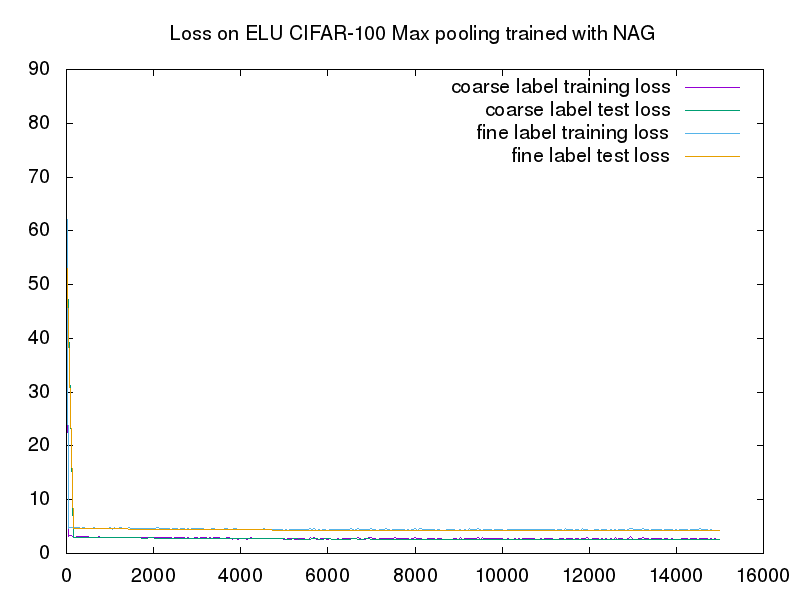 Loss on ELU CIFAR-100 Max pooling trained with NAG
90
80
70
60
50
40
30
20
10
0
coarse label training loss
coarse label test loss
fine label training loss
fine label test loss
0 2000 4000 6000 8000 10000 12000 14000 16000